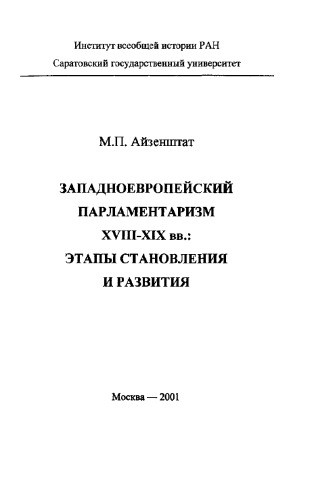 Институт всеобщей истории РАН
Саратовский государственный университет
М.П. Айзенштат
ЗАПАДНОЕВРОПЕЙСКИЙ
ПАРЛАМЕНТАРИЗМ
XVIII-XIX вв.:
ЭТАПЫ СТАНОВЛЕНИЯ
И РАЗВИТИЯ
Москва — 2001